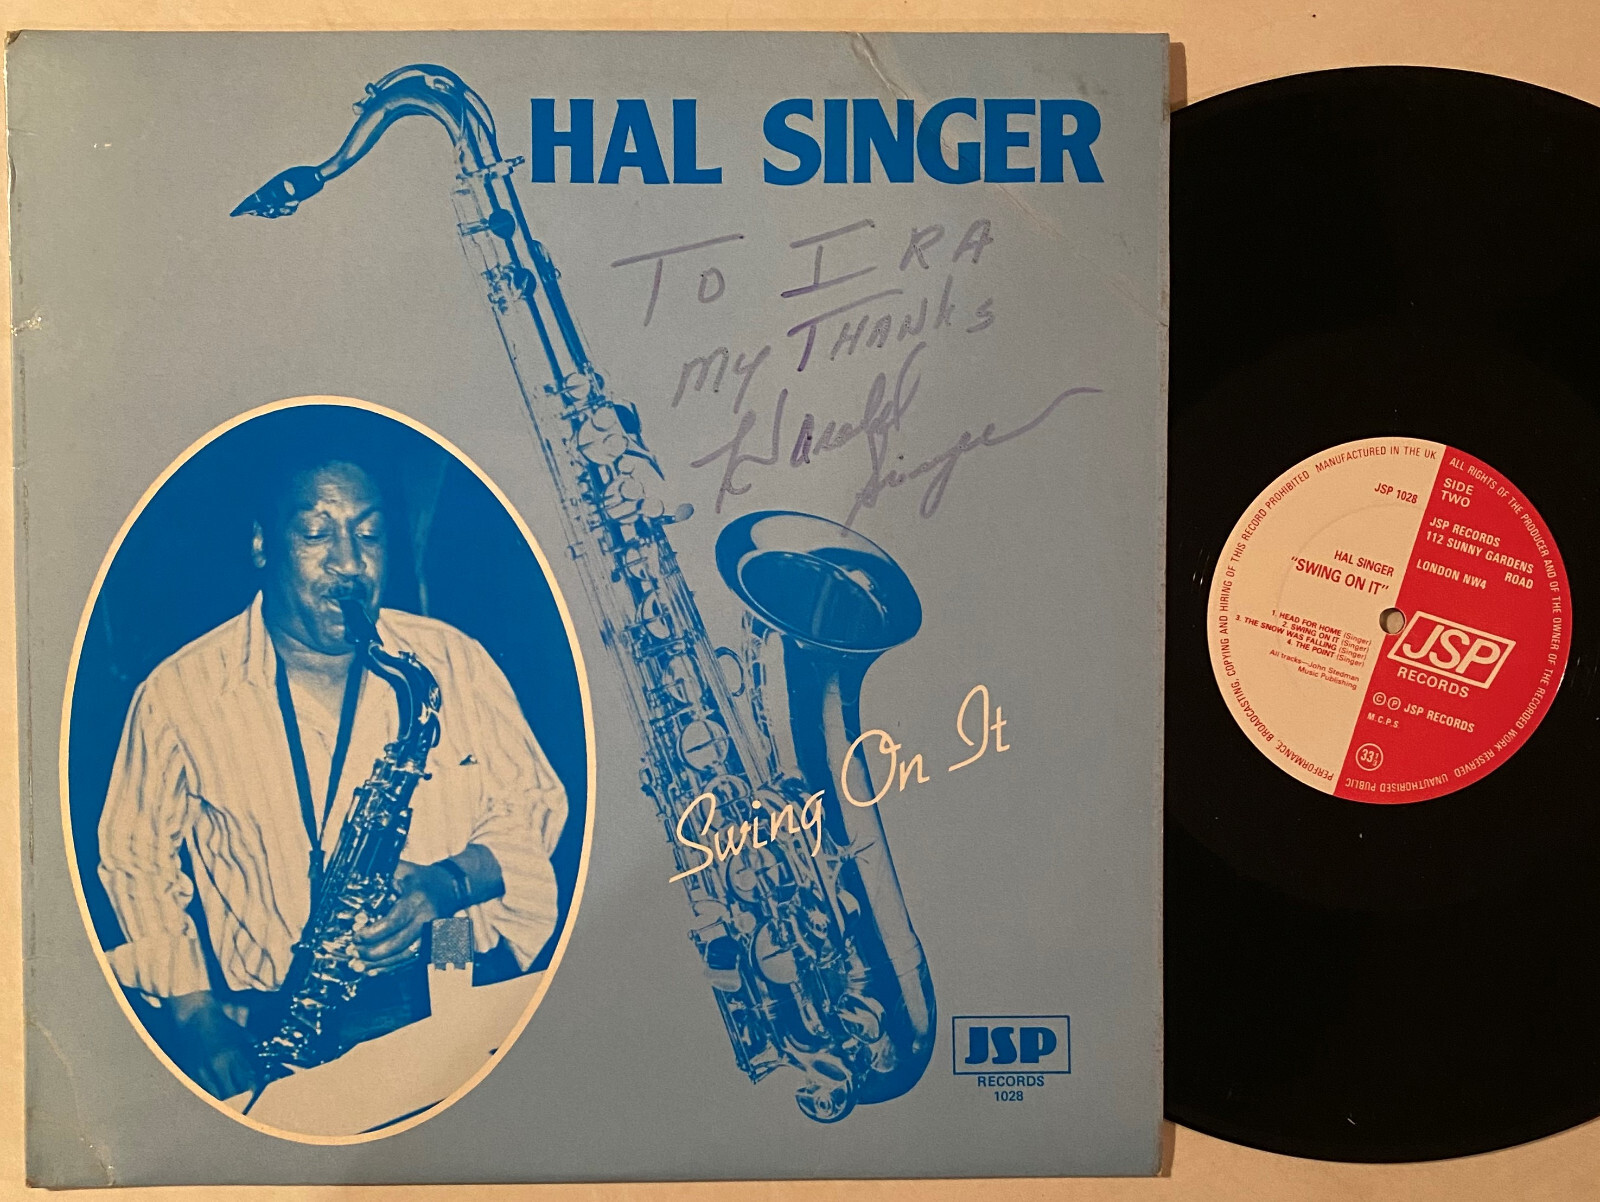 HAL SINGER
TO IRA
MY THANKS
Harold
Singer
Swing On It
JSP
RECORDS
1028
PERFORMANCE, BROADCASTING, COPYING AND HIRING OF THIS RECORD PROHIBITED MANUFACTURED IN THE UK
ALL RIGHTS OF THE PRODUCER AND OF THE OWNER OF THE RECORDED WORK RESERVED UNAUTHORISED PUBLIC
JSP 1028
HAL SINGER
"SWING ON IT"
1. HEAD FOR HOME (Singer)
2. SWING ON IT (Singer)
3. THE SNOW WAS FALLING (Singer)
4. THE POINT (Singer)
All tracks—John Stedman
Music Publishing
SIDE
TWO
JSP RECORDS
112 SUNNY GARDENS
ROAD
LONDON NW4
JSP
RECORDS
© ℗ JSP RECORDS
M.C.P.S
33⅓